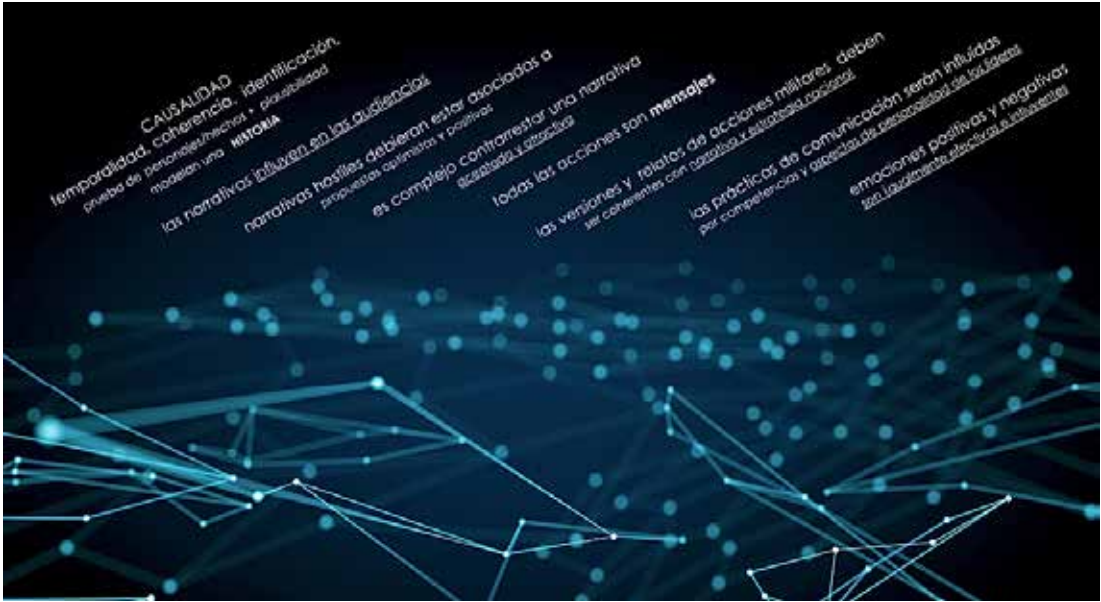 CAUSALIDAD
temporalidad, coherencia, identificación,
prueba de personajes/hechos + plausibilidad
modelan una HISTORIA
las narrativas influyen en las audiencias
narrativas hostiles debieran estar asociadas a
propuestas optimistas y positivas
es complejo contrarrestar una narrativa
aceptada y atractiva
todas las acciones son mensajes
las versiones y relatos de acciones militares deben
ser coherentes con narrativa y estrategia nacional
las prácticas de comunicación serán influídas
por competencias y aspectos de personalidad de los líderes
emociones positivas y negativas
son igualmente efectivas e influyentes